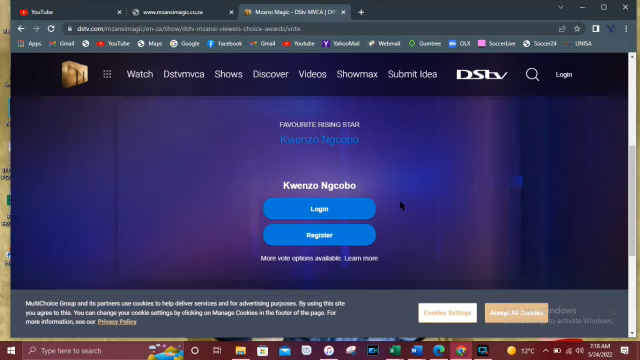 YouTube
www.mzansimagic.co.za
Mzansi Magic - DStv MVCA | DS
dstv.com/mzansimagic/en-za/show/dstv-mzansi-viewers-choice-awards/vote
Apps Gmail YouTube Maps Google Facebook Gmail YouTube YahooMail Webmail Gumtree OLX SoccerLive Soccer24 UNISA
Watch Dstvmvca Shows Discover Videos Showmax Submit Idea DStv Login
FAVOURITE RISING STAR
Kwenzo Ngcobo
Kwenzo Ngcobo
Login
Register
More vote options available. Learn more
MultiChoice Group and its partners use cookies to help deliver services and for advertising purposes. By using this site
you agree to this. You can change your cookie settings by clicking on Manage Cookies in the footer of the page. For
more information, see our Privacy Policy
Cookies Settings
Accept All Cookies
Windows
to activate Windows.
Type here to search
12°C
7:18 AM
5/24/2022